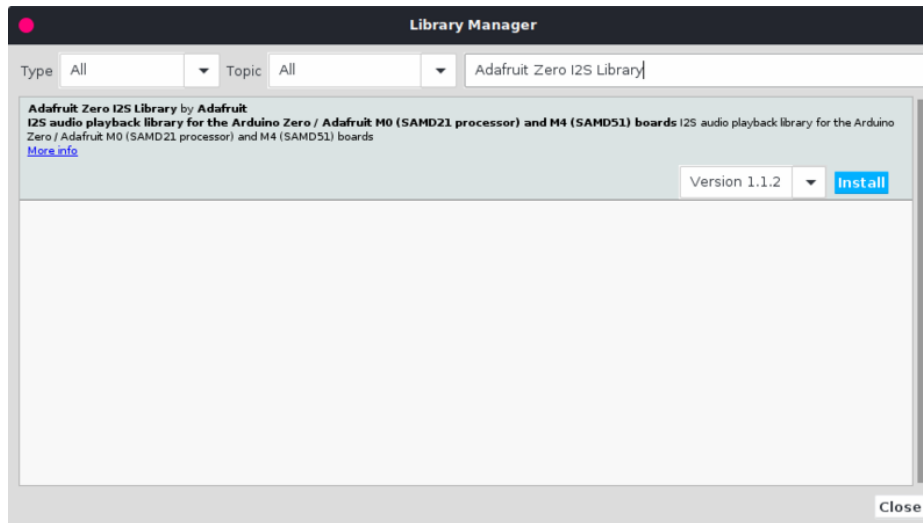 Library Manager
Type All Topic All Adafruit Zero I2S Library
Adafruit Zero I2S Library by Adafruit
I2S audio playback library for the Arduino Zero / Adafruit M0 (SAMD21 processor) and M4 (SAMD51) boards I2S audio playback library for the Arduino
Zero / Adafruit M0 (SAMD21 processor) and M4 (SAMD51) boards
More info
Version 1.1.2 Install
Close